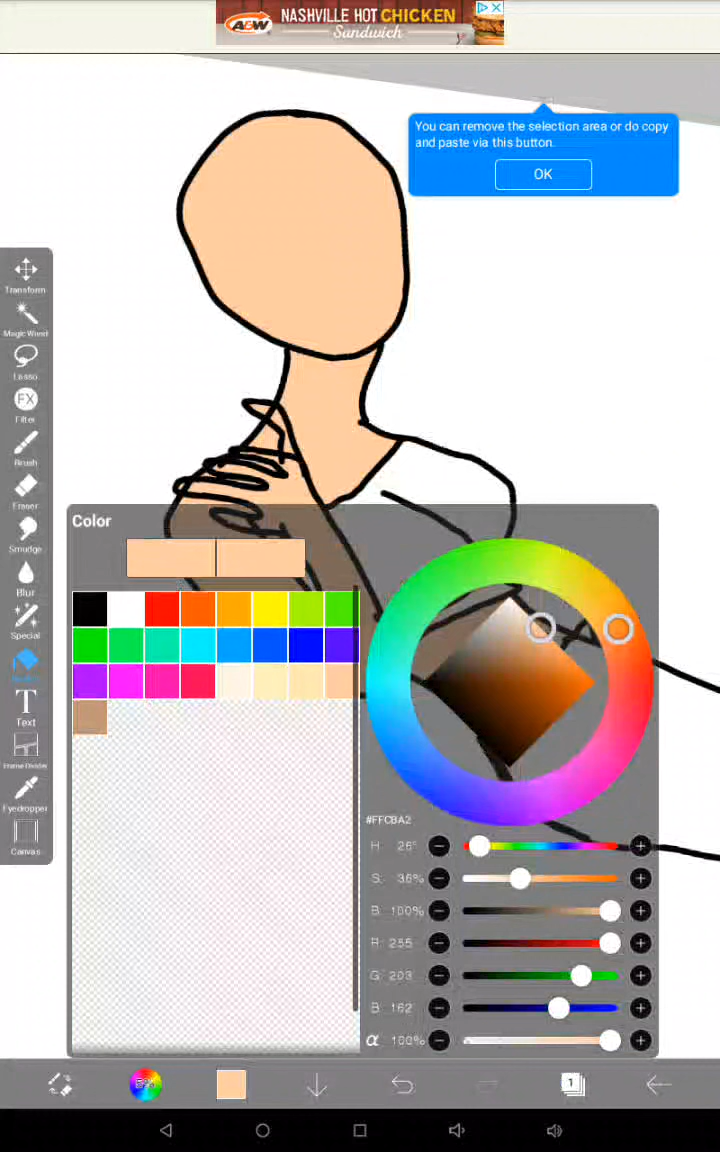 A&W
NASHVILLE HOT CHICKEN
Sandwich
You can remove the selection area or do copy
and paste via this button.
OK
Transform
Magic Wand
Lasso
FX
Filter
Brush
Eraser
Smudge
Blur
Special
T
Text
Frame Divider
Eyedropper
Canvas
Color
#FFCBA2
H: 26°
S: 36%
B: 100%
R: 255
G: 203
B: 162
α: 100%
1